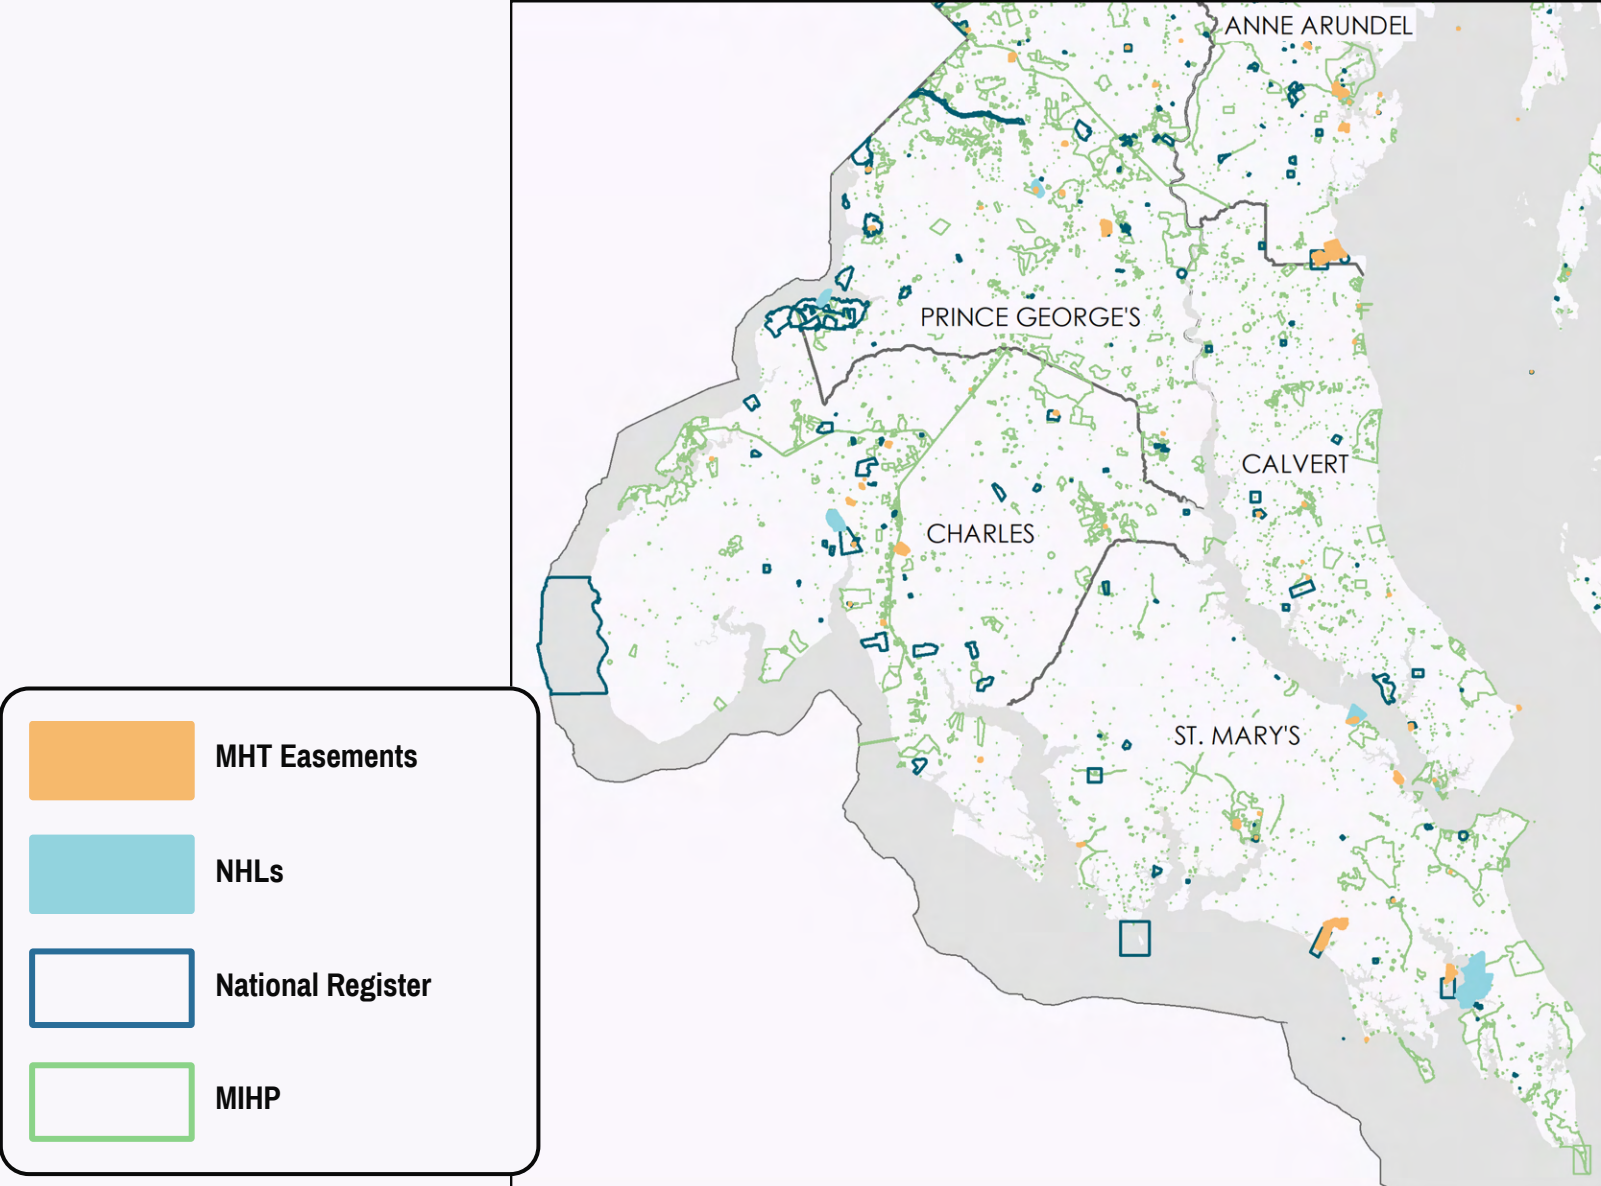 ANNE ARUNDEL
PRINCE GEORGE'S
CALVERT
CHARLES
ST. MARY'S
MHT Easements
NHLs
National Register
MIHP